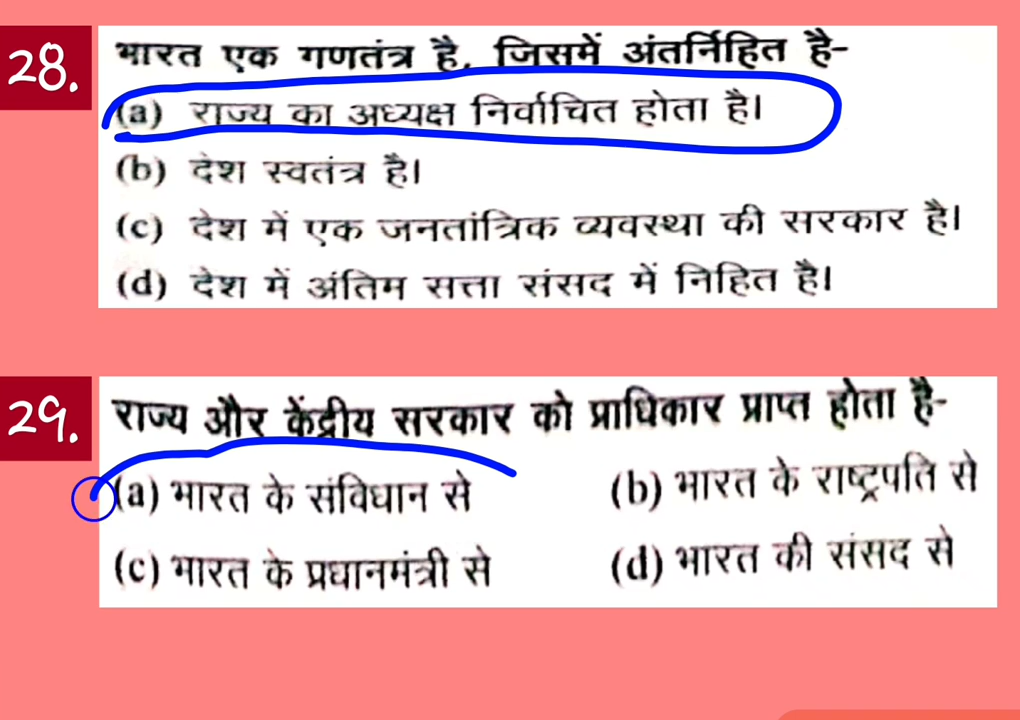 28.
भारत एक गणतंत्र है, जिसमें अंतर्निहित है-
(a) राज्य का अध्यक्ष निर्वाचित होता है।
(b) देश स्वतंत्र है।
(c) देश में एक जनतांत्रिक व्यवस्था की सरकार है।
(d) देश में अंतिम सत्ता संसद में निहित है।
29.
राज्य और केंद्रीय सरकार को प्राधिकार प्राप्त होता है-
(a) भारत के संविधान से (b) भारत के राष्ट्रपति से
(c) भारत के प्रधानमंत्री से (d) भारत की संसद से